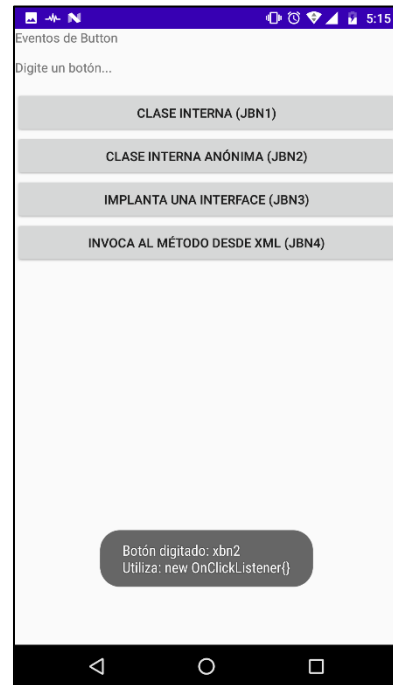 5:15
Eventos de Button
Digite un botón...
CLASE INTERNA (JBN1)
CLASE INTERNA ANÓNIMA (JBN2)
IMPLANTA UNA INTERFACE (JBN3)
INVOCA AL MÉTODO DESDE XML (JBN4)
Botón digitado: xbn2
Utiliza: new OnClickListener{}